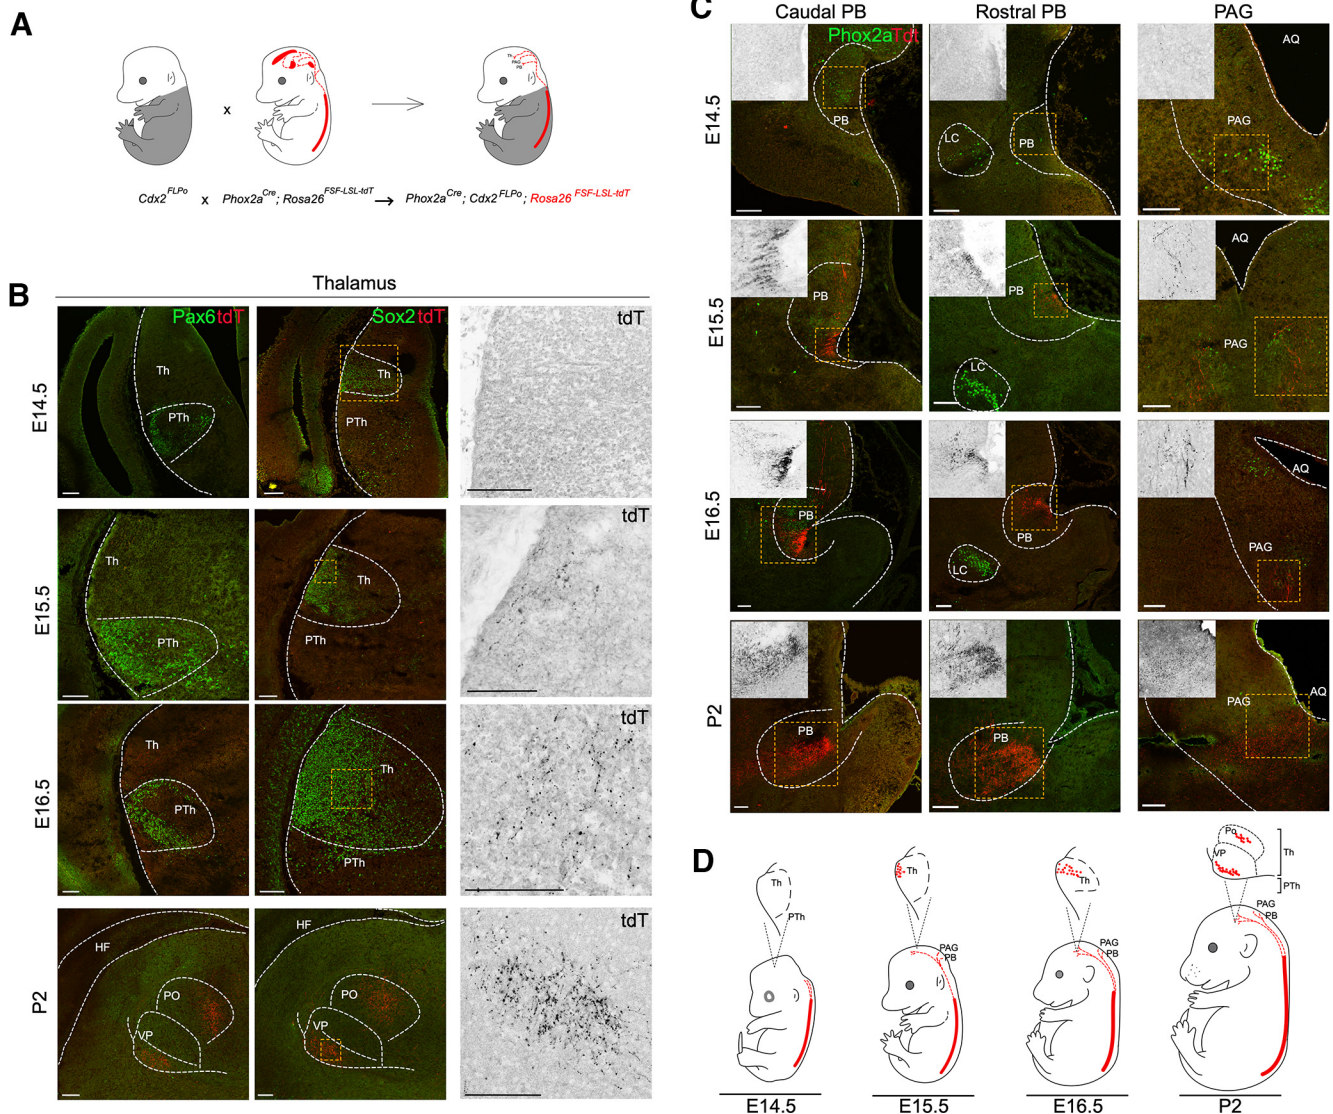 A
Th
PAG
PB
x
Cdx2FLPo x Phox2aCre; Rosa26FSF-LSL-tdT → Phox2aCre; Cdx2FLPo; Rosa26FSF-LSL-tdT
B
Thalamus
E14.5
Pax6tdT
Th
PTh
Sox2tdT
Th
PTh
tdT
E15.5
Th
PTh
Th
PTh
tdT
E16.5
Th
PTh
Th
PTh
tdT
P2
HF
PO
VP
HF
PO
VP
tdT
C
Caudal PB
Rostral PB
PAG
E14.5
Phox2aTdt
PB
LC
PB
AQ
PAG
E15.5
PB
PB
LC
AQ
PAG
E16.5
PB
PB
LC
AQ
PAG
P2
PB
PB
PAG
AQ
D
Th
PTh
E14.5
Th
PAG
PB
E15.5
Th
PAG
PB
E16.5
Po
VP
Th
PTh
PAG
PB
P2